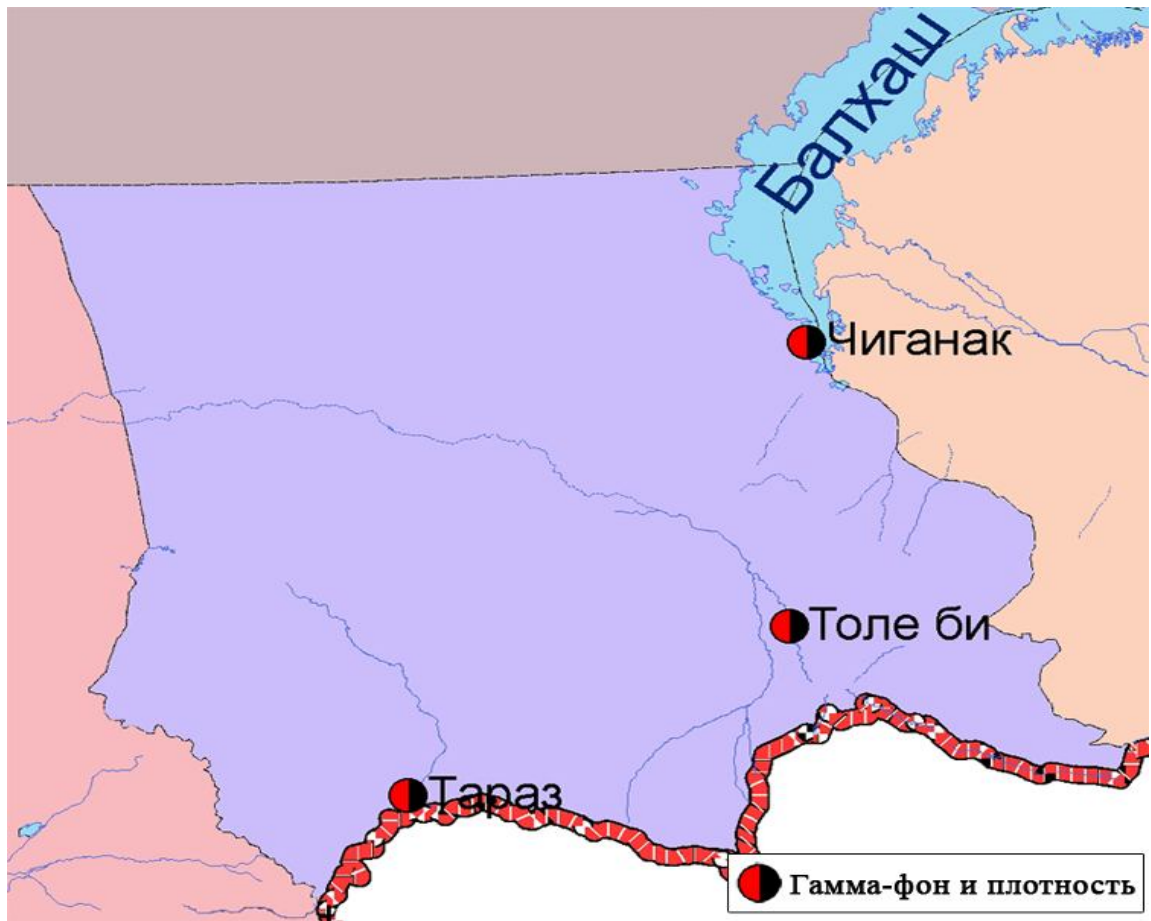 Балхаш
Чиганак
Толе би
Тараз
Гамма-фон и плотность